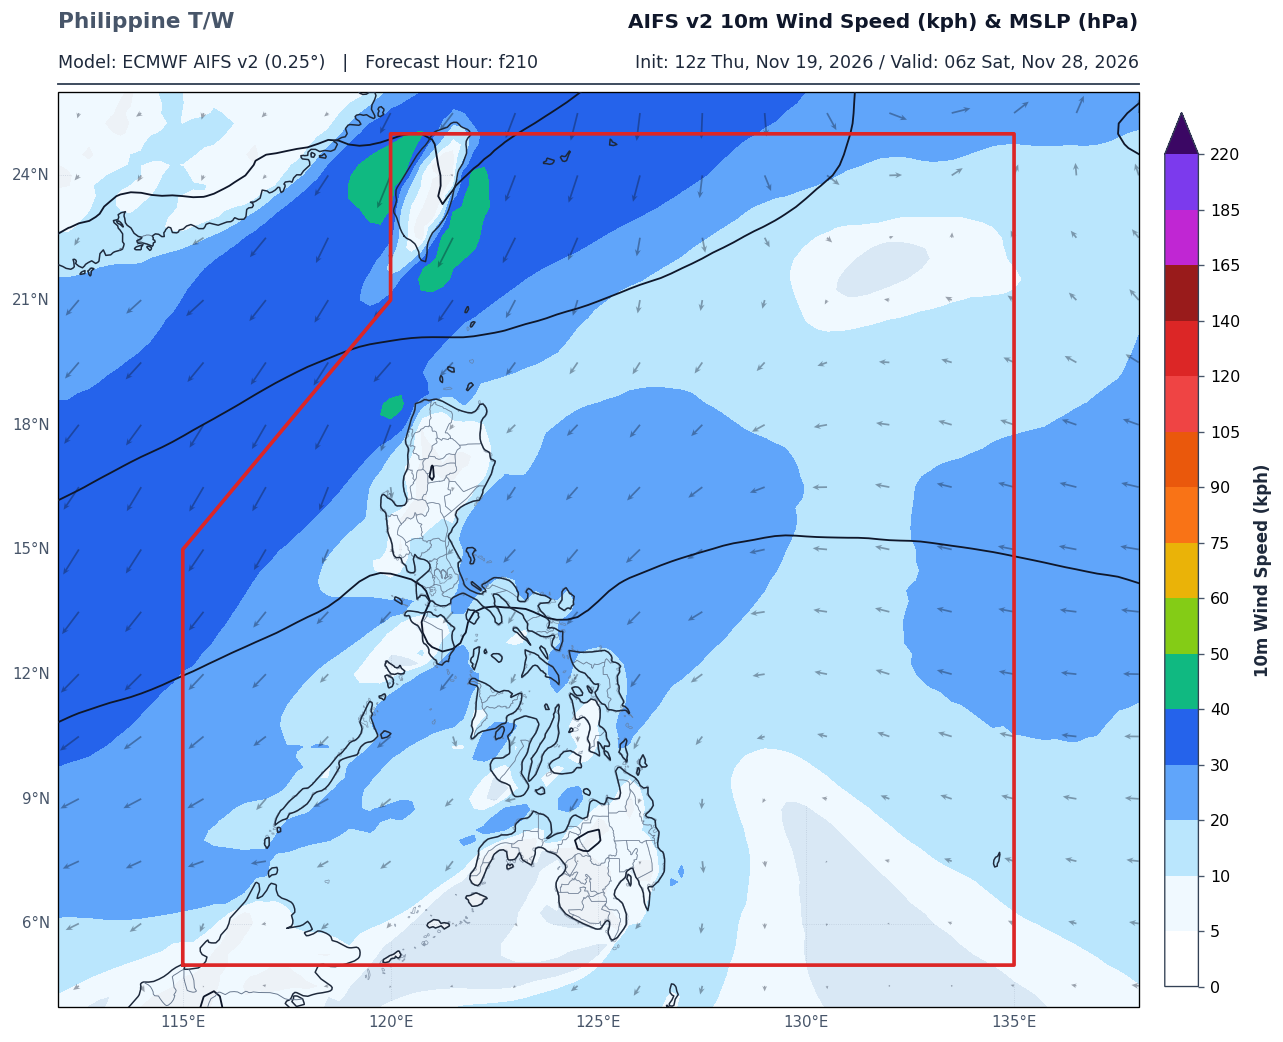 Philippine T/W
AIFS v2 10m Wind Speed (kph) & MSLP (hPa)
Model: ECMWF AIFS v2 (0.25°)   |   Forecast Hour: f210
Init: 12z Thu, Nov 19, 2026 / Valid: 06z Sat, Nov 28, 2026
24°N
21°N
18°N
15°N
12°N
9°N
6°N
115°E
120°E
125°E
130°E
135°E
220
185
165
140
120
105
90
75
60
50
40
30
20
10
5
0
10m Wind Speed (kph)